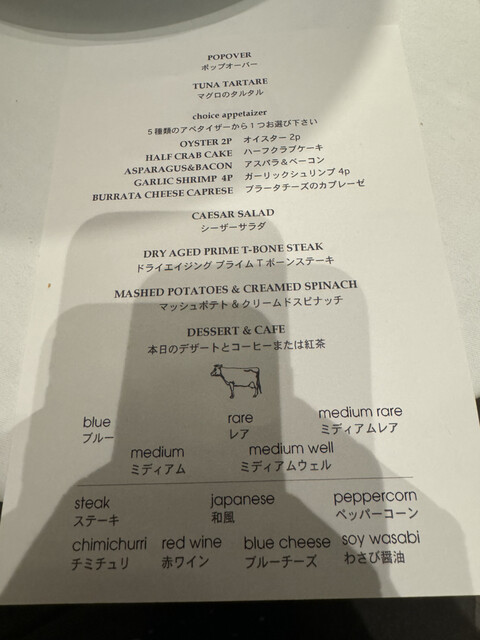 POPOVER
ポップオーバー
TUNA TARTARE
マグロのタルタル
choice appetaizer
5種類のアペタイザーから1つお選び下さい
OYSTER 2P オイスター 2p
HALF CRAB CAKE ハーフクラブケーキ
ASPARAGUS&BACON アスパラ&ベーコン
GARLIC SHRIMP 4P ガーリックシュリンプ 4p
BURRATA CHEESE CAPRESE ブラータチーズのカプレーゼ
CAESAR SALAD
シーザーサラダ
DRY AGED PRIME T-BONE STEAK
ドライエイジング プライム T ボーンステーキ
MASHED POTATOES & CREAMED SPINACH
マッシュポテト & クリームドスピナッチ
DESSERT & CAFE
本日のデザートとコーヒーまたは紅茶
blue rare medium rare
ブルー レア ミディアムレア
medium medium well
ミディアム ミディアムウェル
steak japanese peppercorn
ステーキ 和風 ペッパーコーン
chimichurri red wine blue cheese soy wasabi
チミチュリ 赤ワイン ブルーチーズ わさび醤油